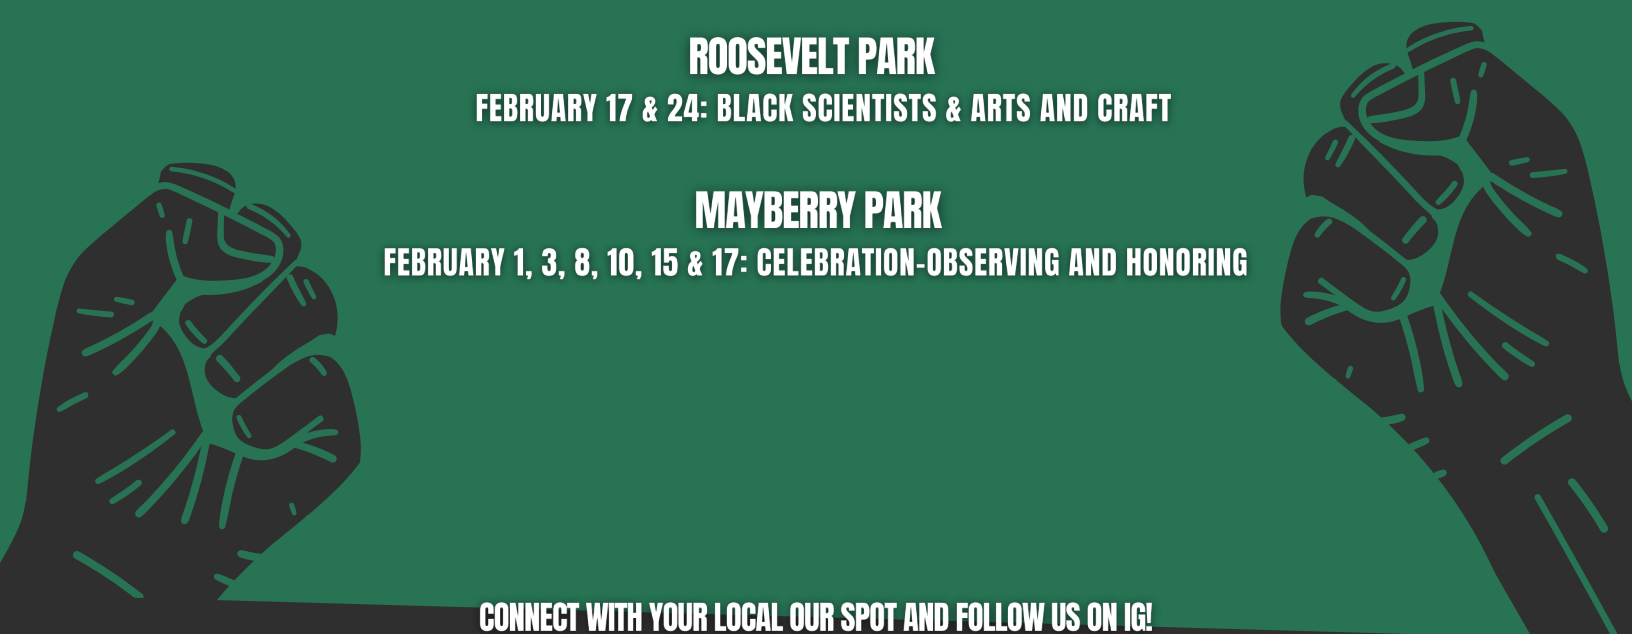 ROOSEVELT PARK
FEBRUARY 17 & 24: BLACK SCIENTISTS & ARTS AND CRAFT
MAYBERRY PARK
FEBRUARY 1, 3, 8, 10, 15 & 17: CELEBRATION-OBSERVING AND HONORING
CONNECT WITH YOUR LOCAL OUR SPOT AND FOLLOW US ON IG!